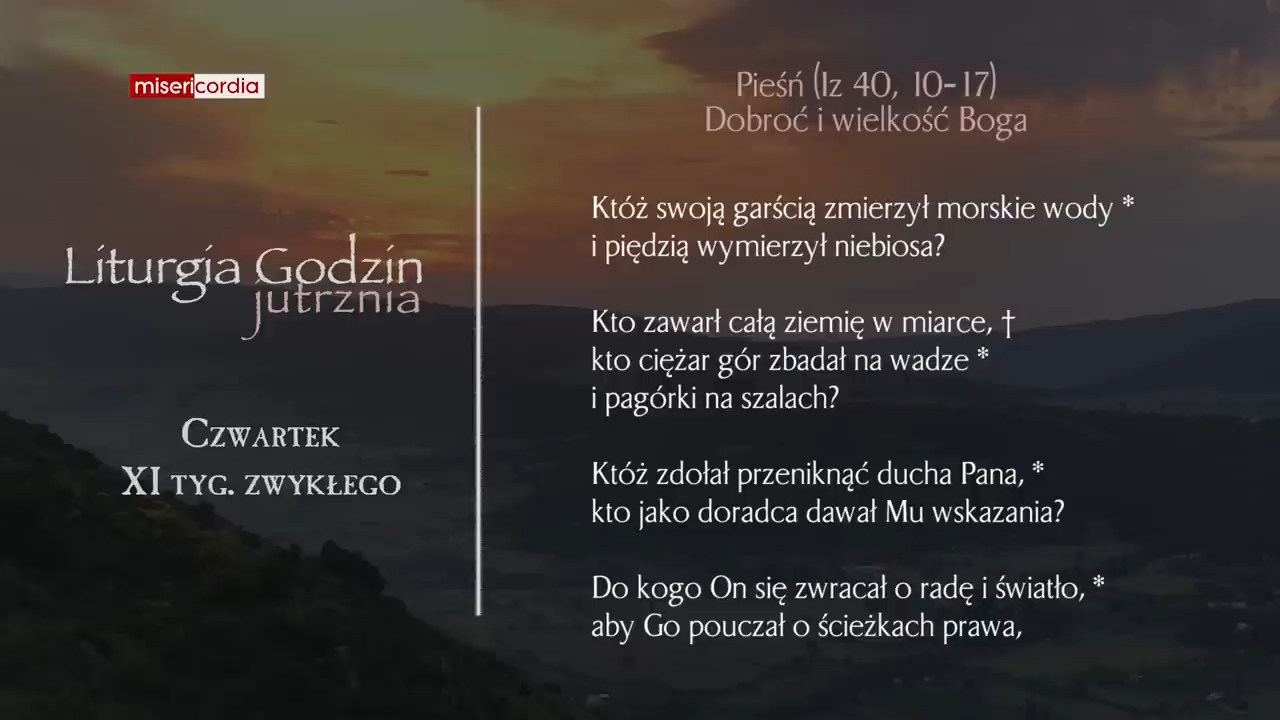 misericordia
Liturgia Godzin
jutrznia
Czwartek
XI tyg. zwykłego
Pieśń (Iz 40, 10-17)
Dobroć i wielkość Boga
Któż swoją garścią zmierzył morskie wody *
i piędzią wymierzył niebiosa?
Kto zawarł całą ziemię w miarce, †
kto ciężar gór zbadał na wadze *
i pagórki na szalach?
Któż zdołał przeniknąć ducha Pana, *
kto jako doradca dawał Mu wskazania?
Do kogo On się zwracał o radę i światło, *
aby Go pouczał o ścieżkach prawa,